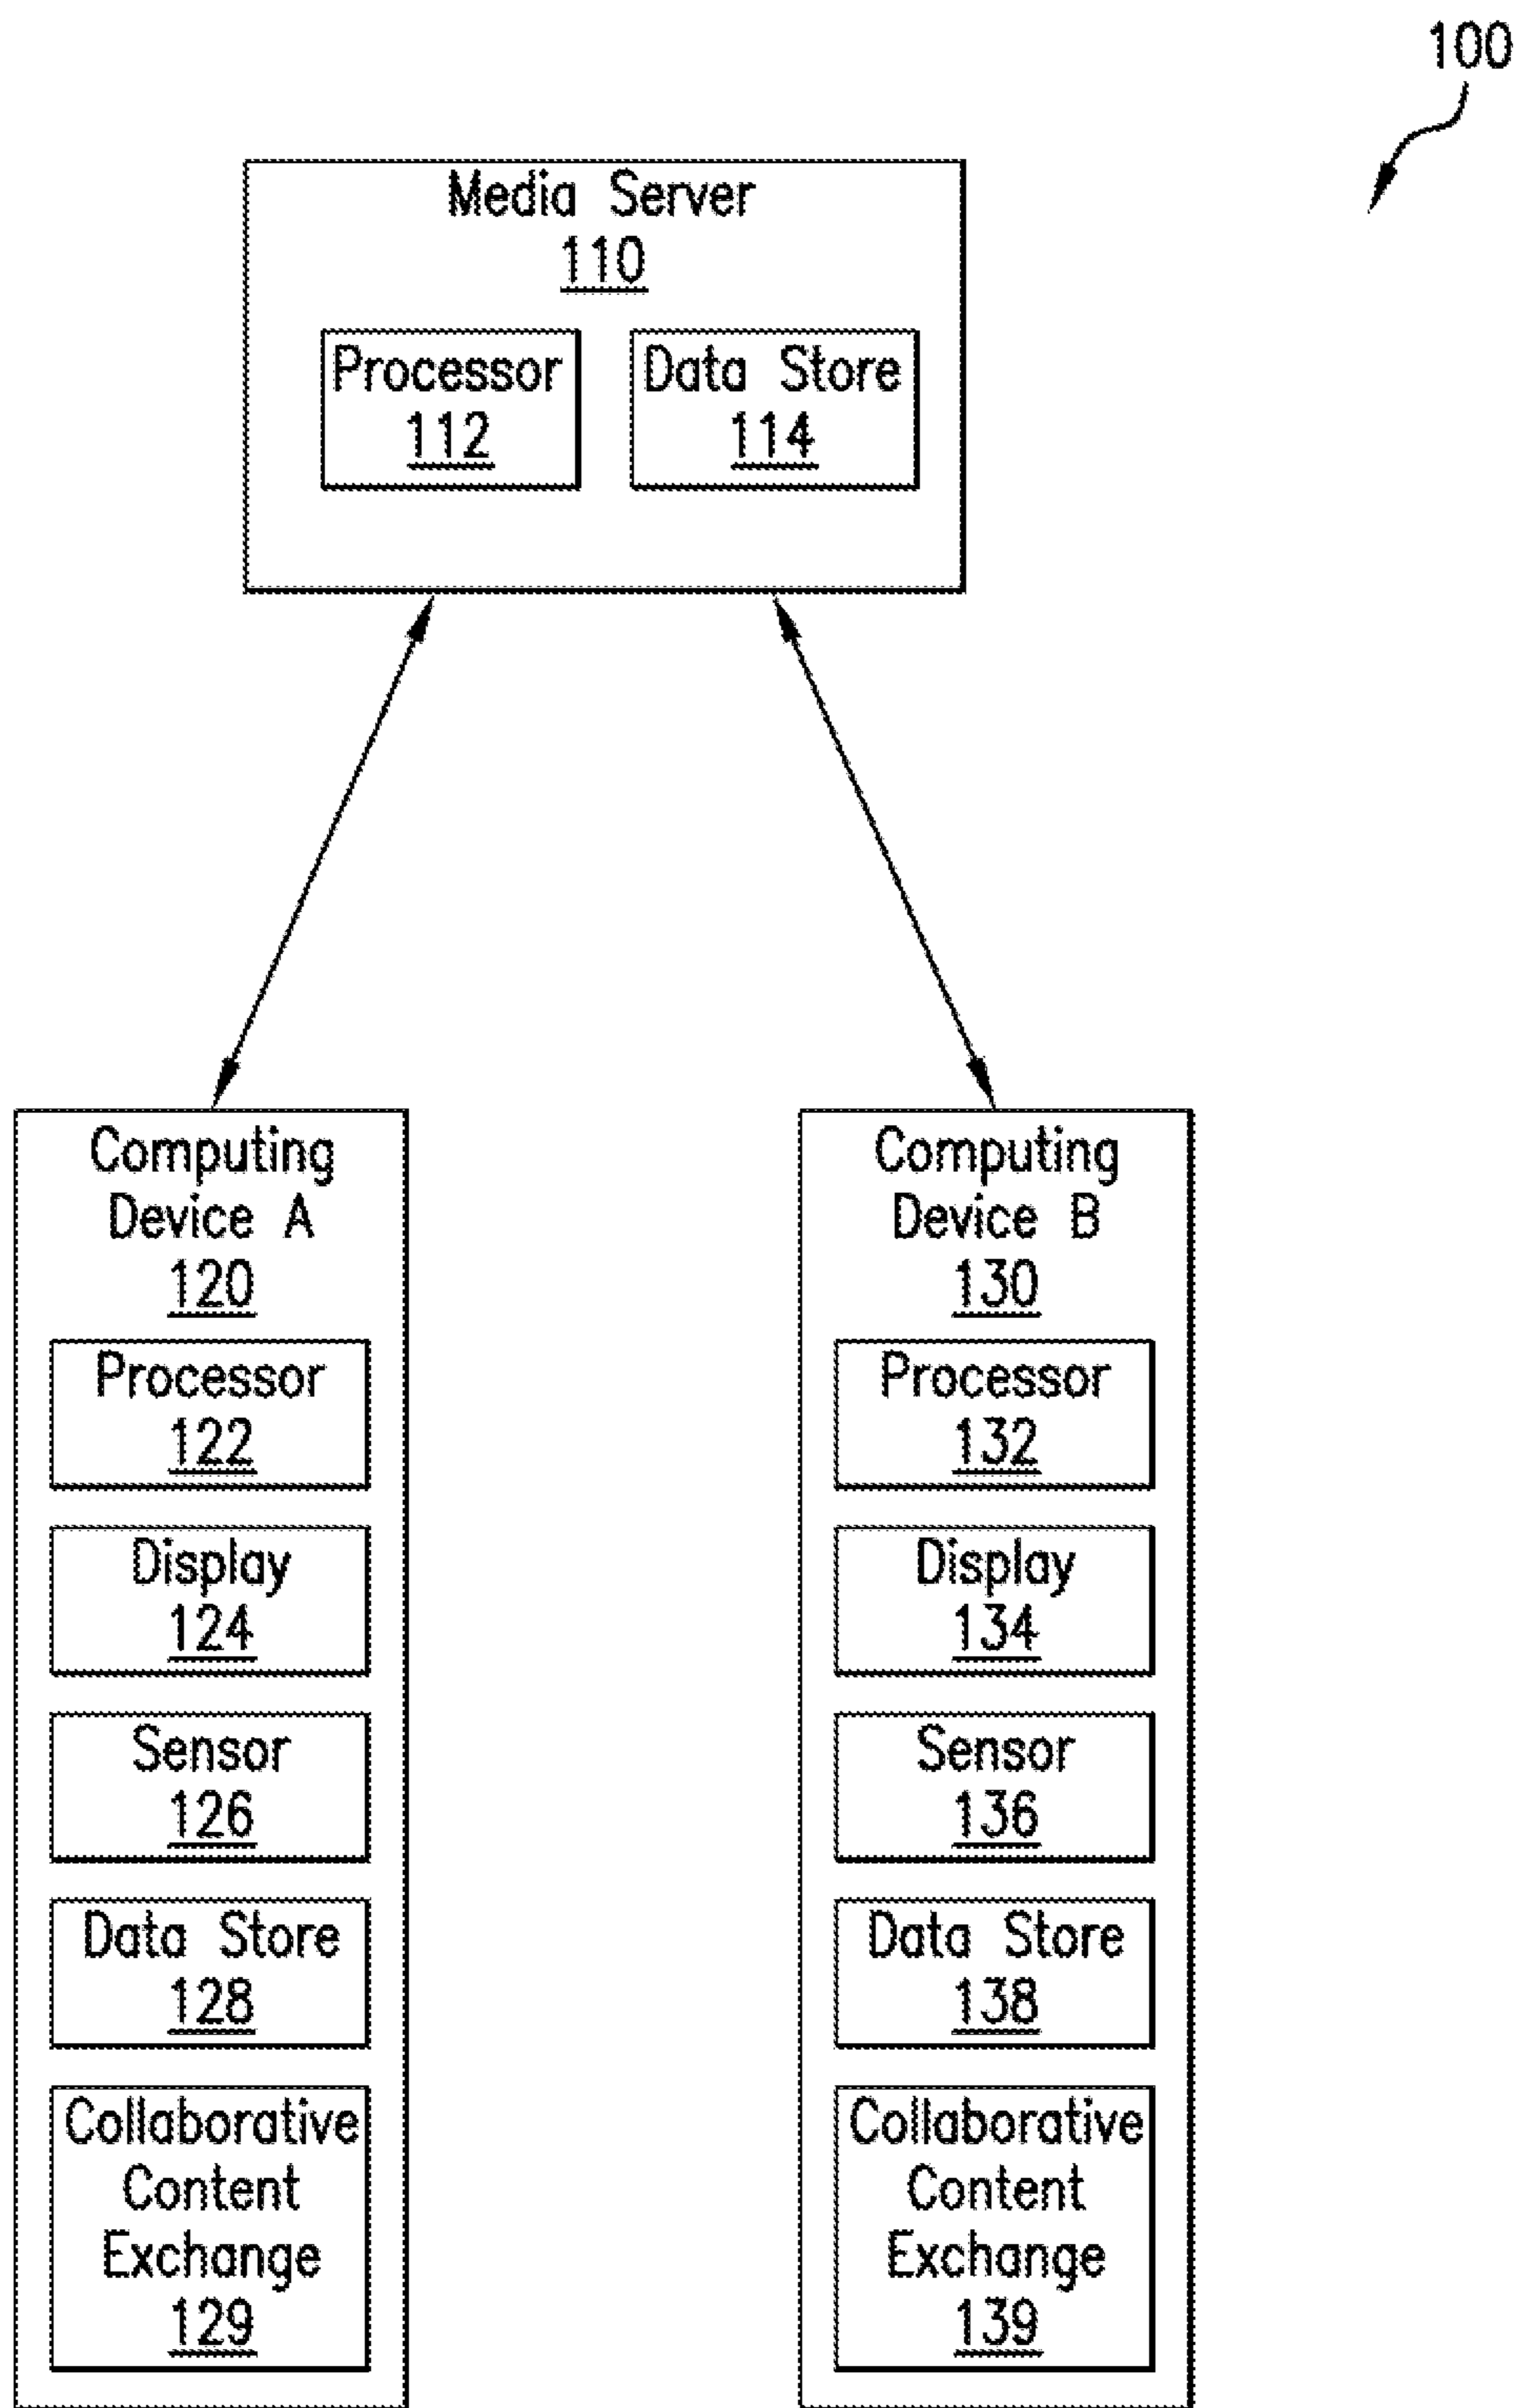 100
Media Server
110
Processor
112
Data Store
114
Computing
Device A
120
Processor
122
Display
124
Sensor
126
Data Store
128
Collaborative
Content
Exchange
129
Computing
Device B
130
Processor
132
Display
134
Sensor
136
Data Store
138
Collaborative
Content
Exchange
139